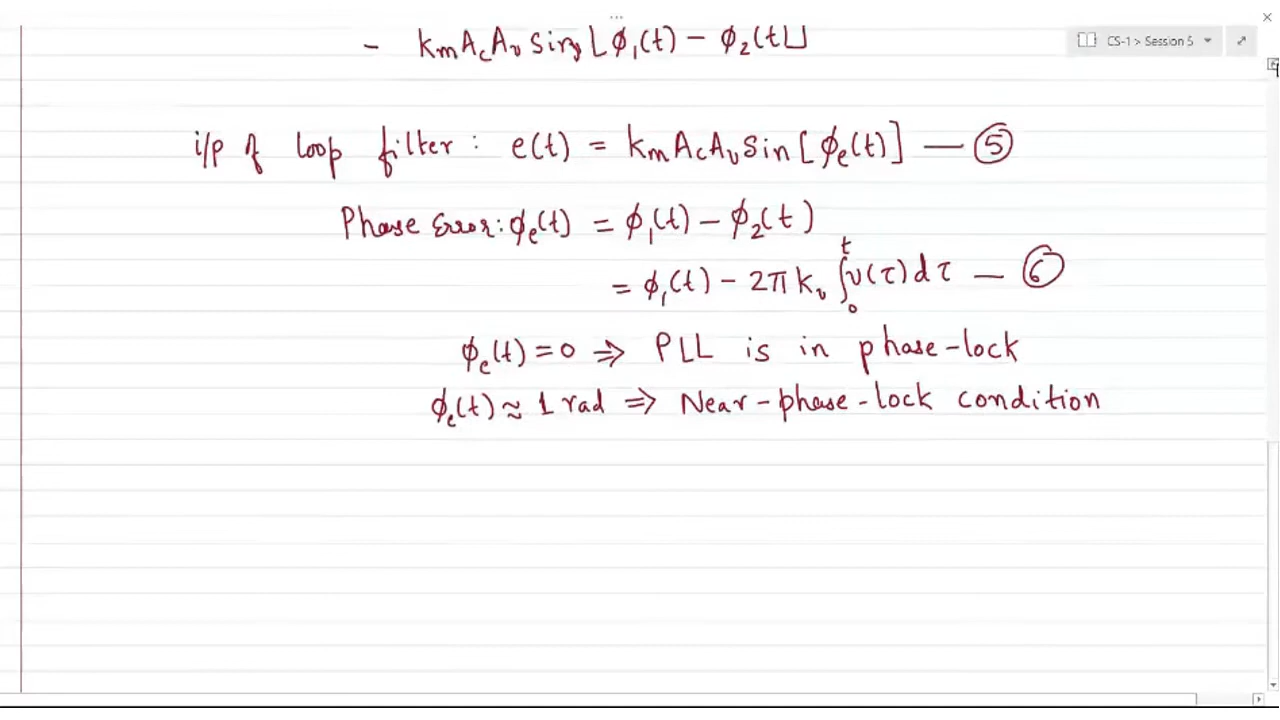 CS-1 > Session 5
- kmAcAv Sin[ϕ₁(t) - ϕ₂(t)]
i/p of loop filter : e(t) = kmAcAv Sin[ϕe(t)] — ⑤
Phase Error: ϕe(t) = ϕ₁(t) - ϕ₂(t)
= ϕ₁(t) - 2π kv ∫₀ᵗ v(τ) dτ — ⑥
ϕe(t) = 0 ⇒ PLL is in phase-lock
ϕe(t) ≈ 1 rad ⇒ Near-phase-lock condition